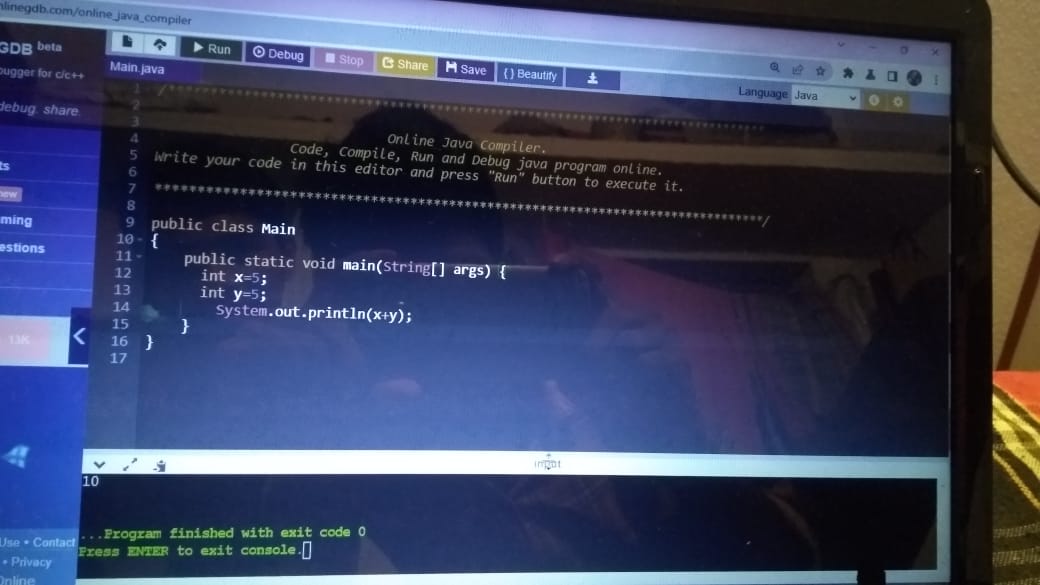 nlinegdb.com/online_java_compiler
GDB beta
Run Debug Stop Share Save { } Beautify
ugger for c/c++
debug. share.
Main.java
Language Java
1 /******************************************************************************
2
3
4 Online Java Compiler.
5 Code, Compile, Run and Debug java program online.
6 Write your code in this editor and press "Run" button to execute it.
7
8 *******************************************************************************/
9 public class Main
10 {
11 public static void main(String[] args) {
12 int x=5;
13 int y=5;
14 System.out.println(x+y);
15 }
16 }
17
ts
new
ming
estions
13K
input
10
...Program finished with exit code 0
Press ENTER to exit console.
Use • Contact
• Privacy
Online